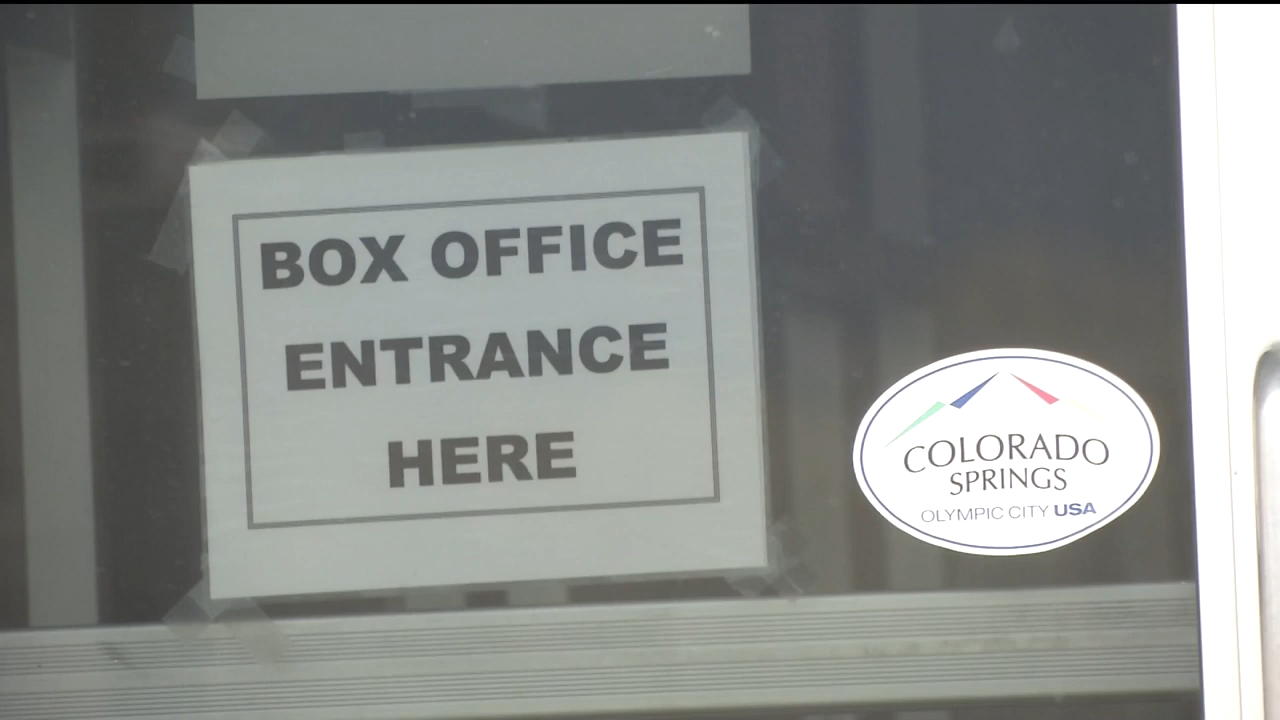 BOX OFFICE
ENTRANCE
HERE
COLORADO
SPRINGS
OLYMPIC CITY USA